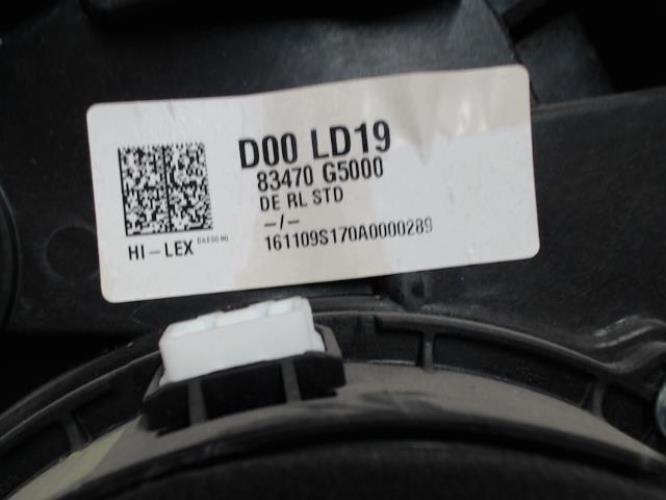 D00 LD19
83470 G5000
DE RL STD
-/-
161109S170A0000289
HI-LEX